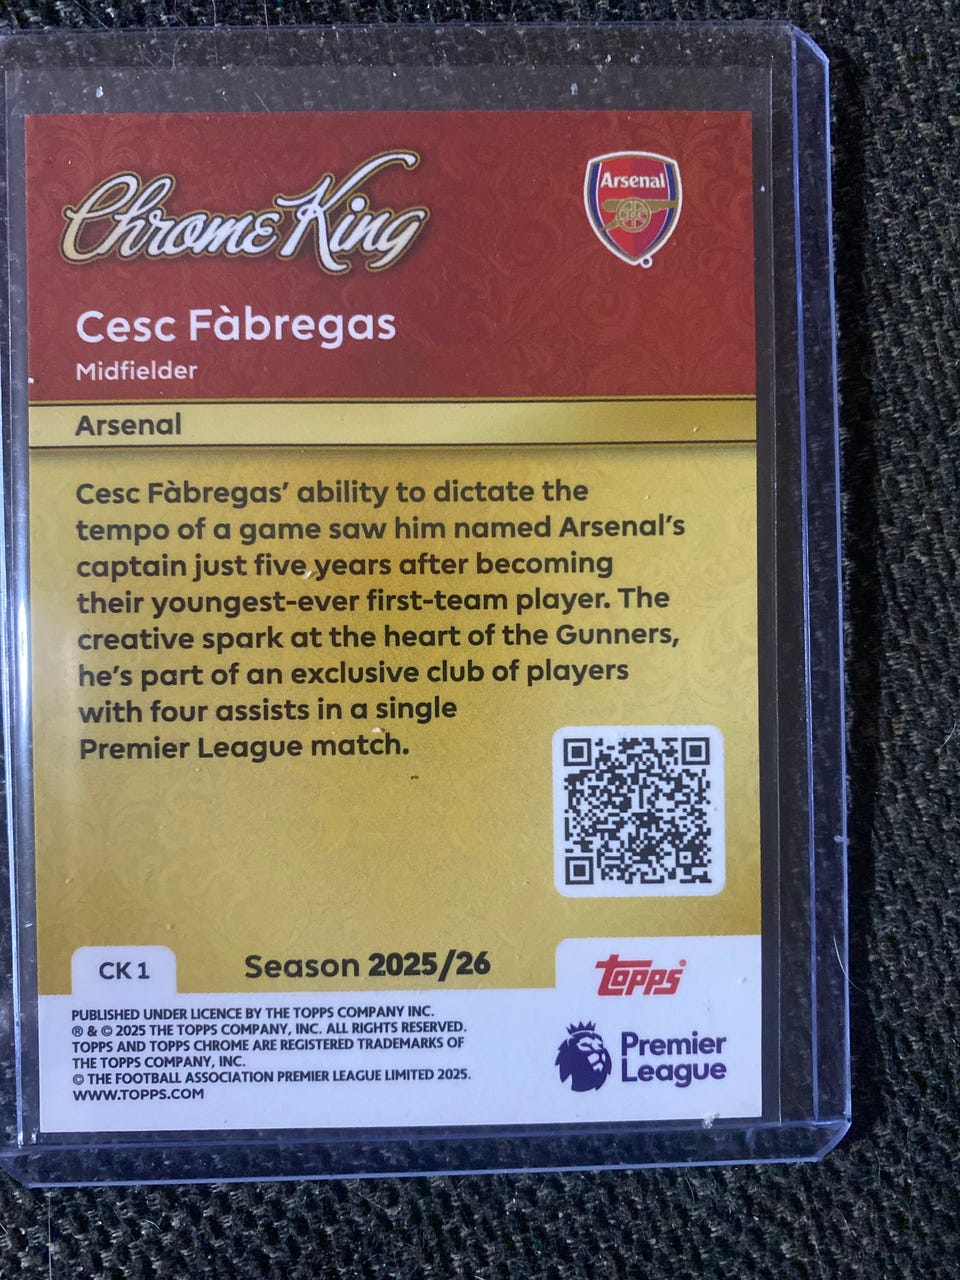 Chrome King
Arsenal
Cesc Fàbregas
Midfielder
Arsenal
Cesc Fàbregas' ability to dictate the
tempo of a game saw him named Arsenal's
captain just five years after becoming
their youngest-ever first-team player. The
creative spark at the heart of the Gunners,
he's part of an exclusive club of players
with four assists in a single
Premier League match.
CK 1
Season 2025/26
topps®
PUBLISHED UNDER LICENCE BY THE TOPPS COMPANY INC.
® & © 2025 THE TOPPS COMPANY, INC. ALL RIGHTS RESERVED.
TOPPS AND TOPPS CHROME ARE REGISTERED TRADEMARKS OF
THE TOPPS COMPANY, INC.
© THE FOOTBALL ASSOCIATION PREMIER LEAGUE LIMITED 2025.
WWW.TOPPS.COM
Premier
League